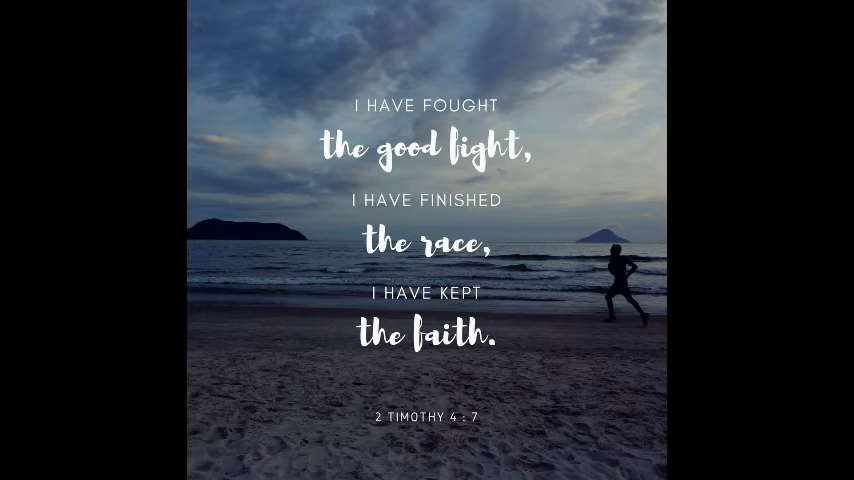 I HAVE FOUGHT
the good fight,
I HAVE FINISHED
the race,
I HAVE KEPT
the faith.
2 TIMOTHY 4 : 7